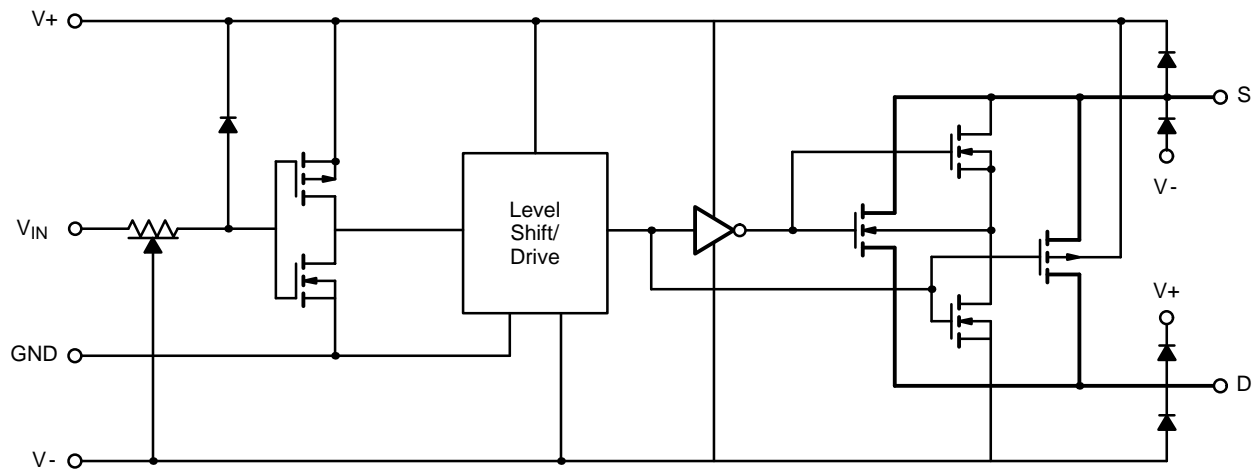 V+
S
V-
Level
Shift/
Drive
VIN
V+
GND
D
V-